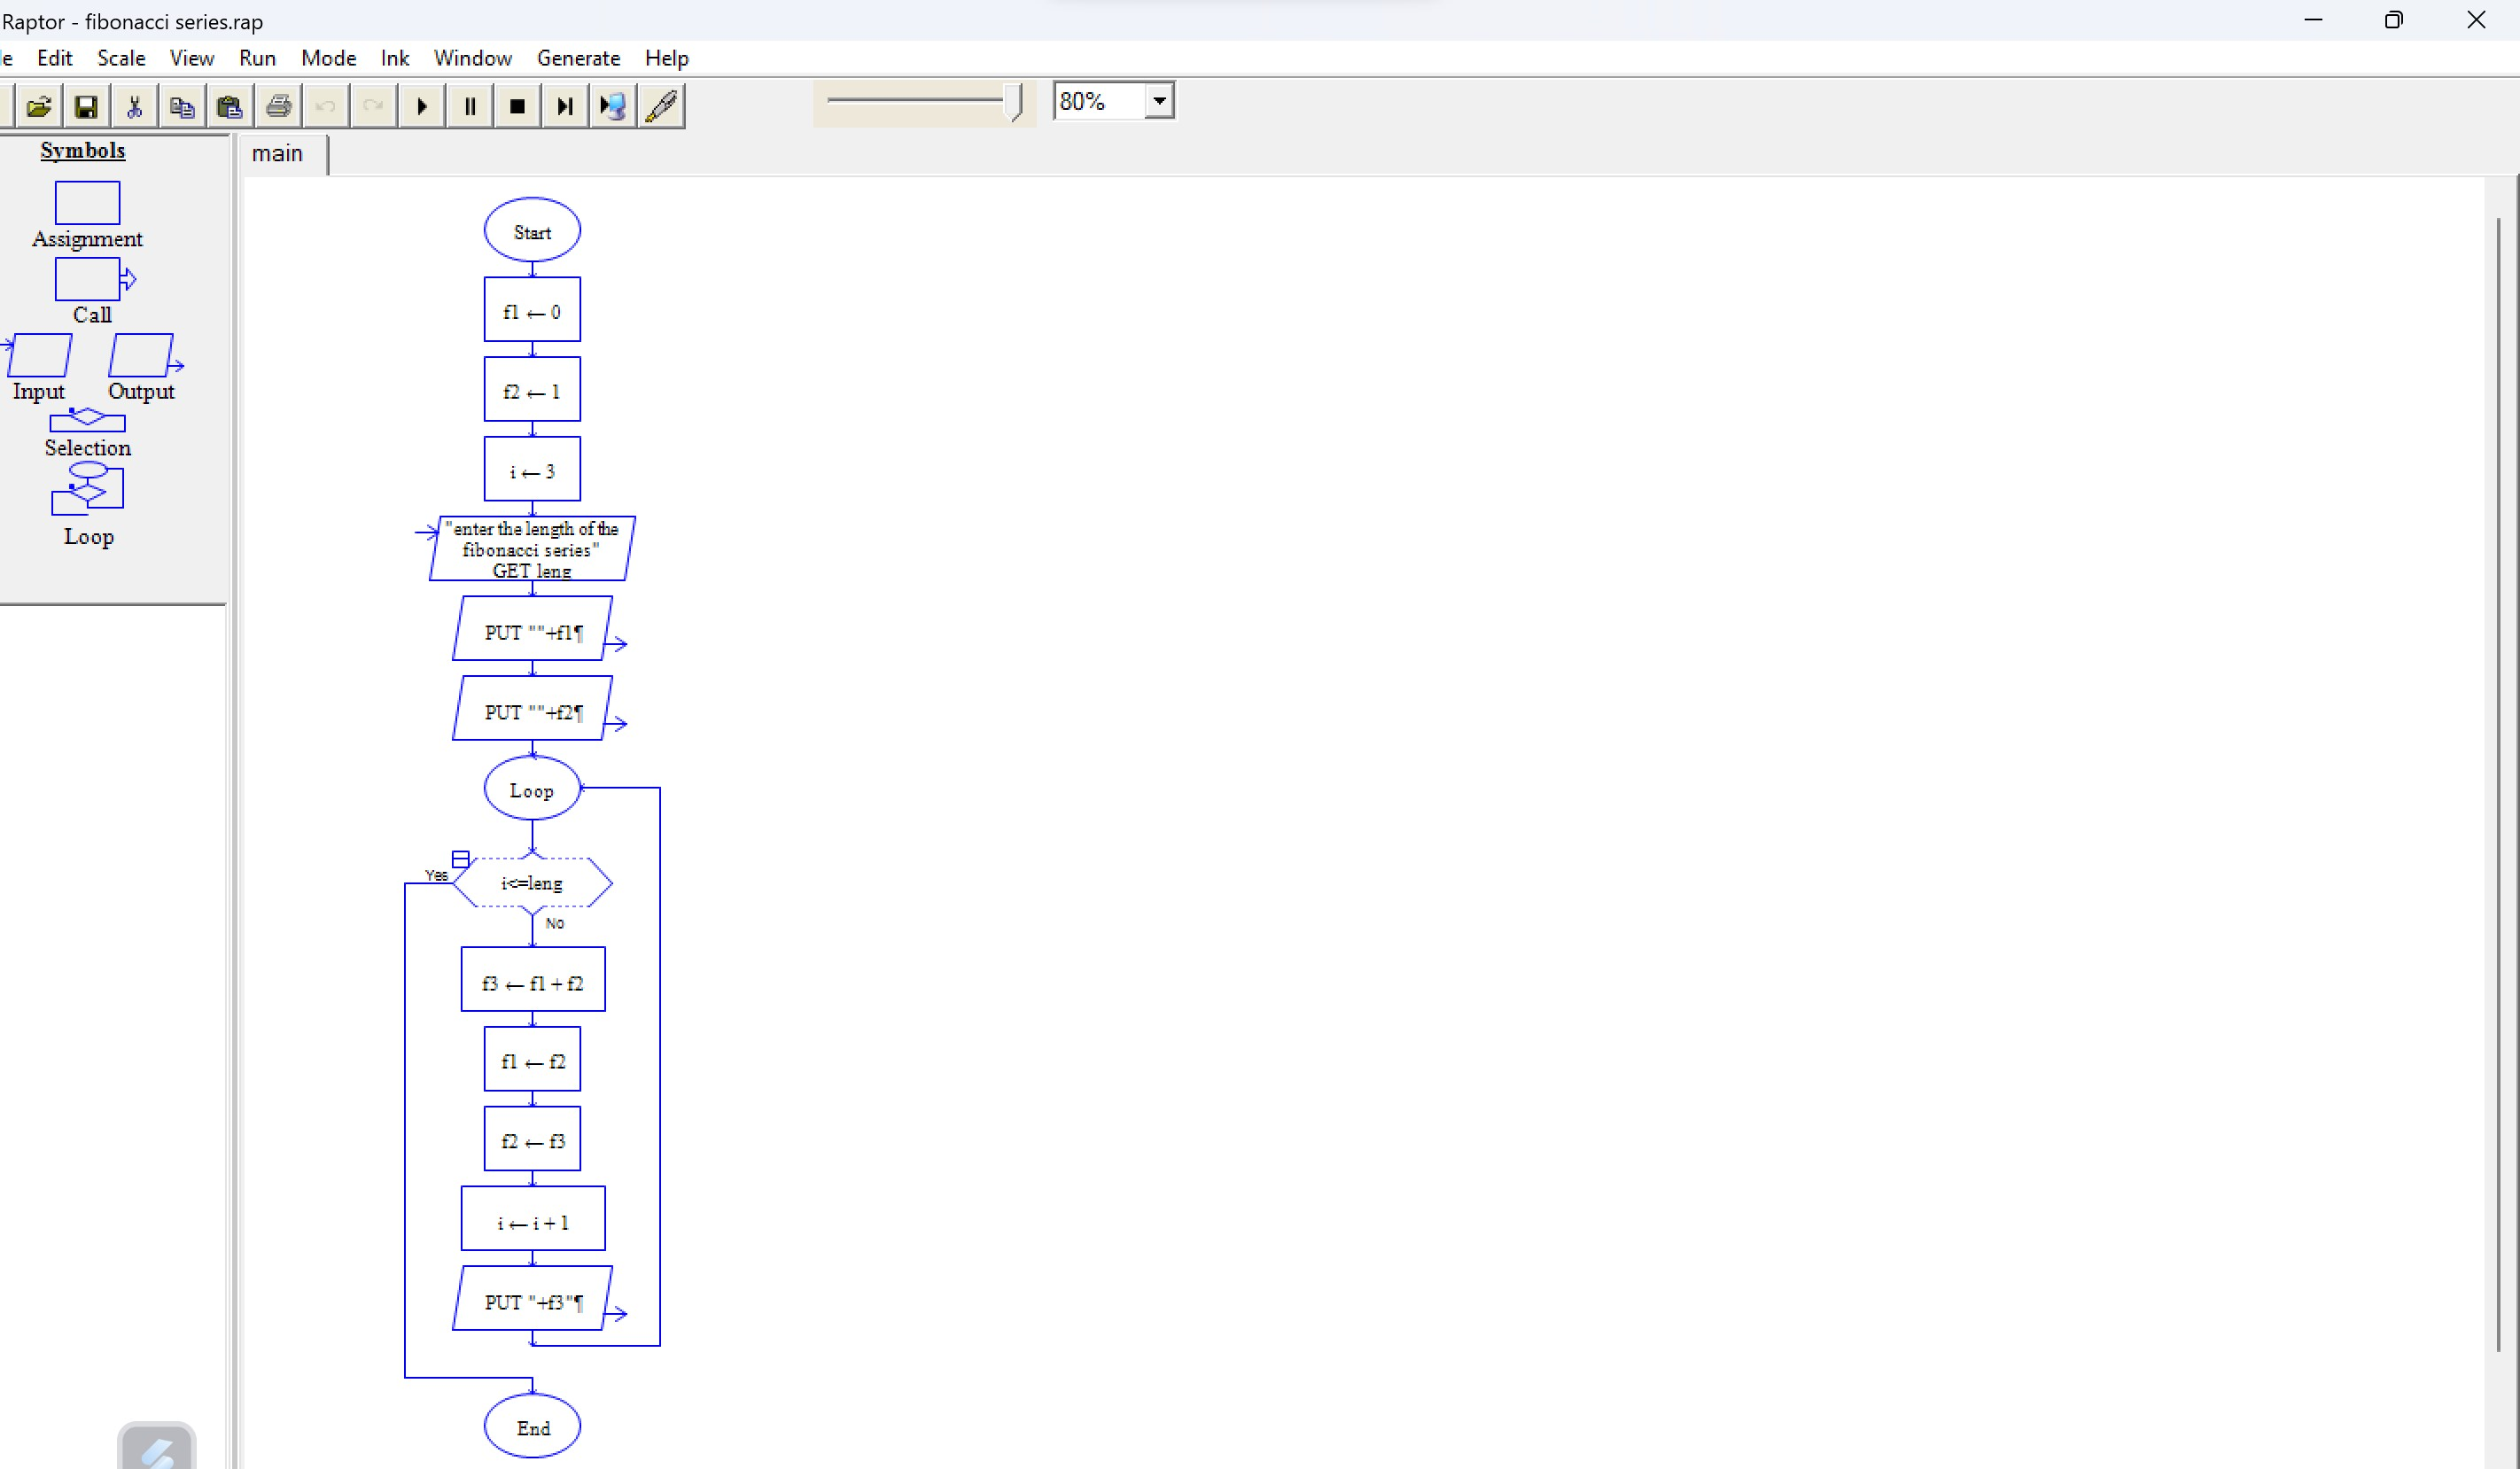 Raptor - fibonacci series.rap
e Edit Scale View Run Mode Ink Window Generate Help
80%
Symbols
main
Assignment
Call
Input Output
Selection
Loop
Start
f1 ← 0
f2 ← 1
i ← 3
"enter the length of the
fibonacci series"
GET leng
PUT ""+f1¶
PUT ""+f2¶
Loop
Yes
i<=leng
No
f3 ← f1 + f2
f1 ← f2
f2 ← f3
i ← i + 1
PUT "+f3"¶
End